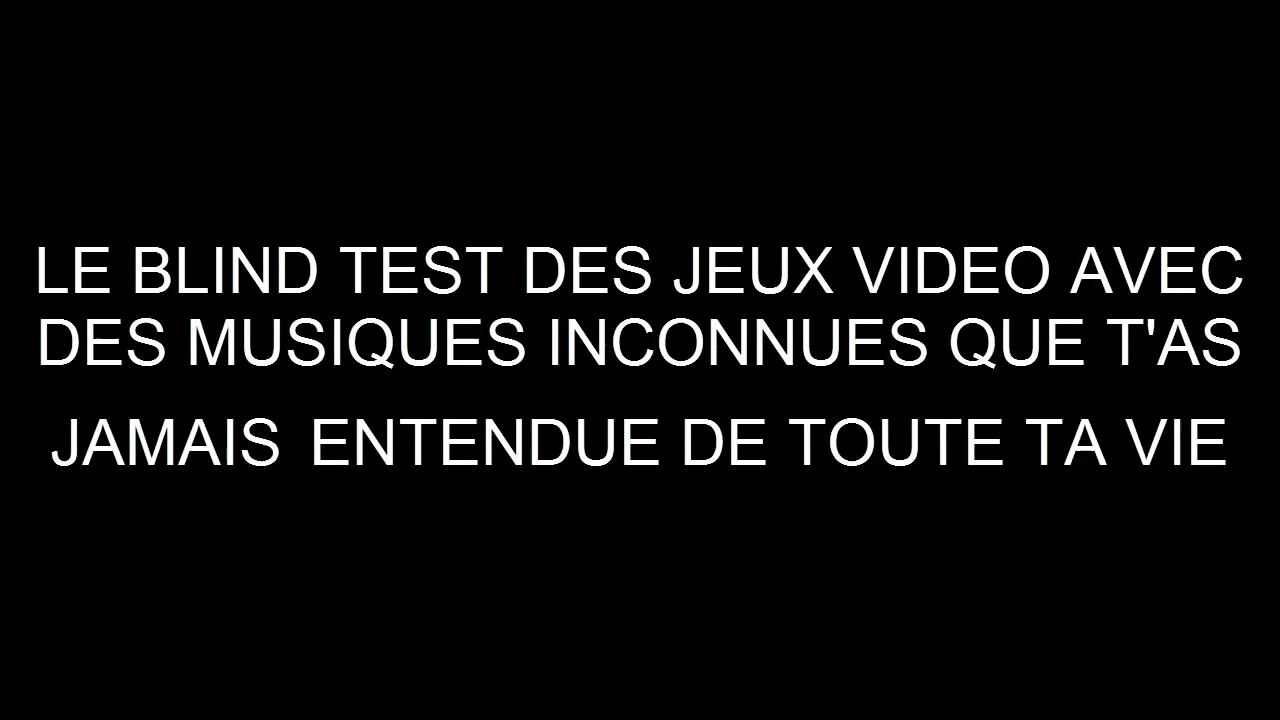 LE BLIND TEST DES JEUX VIDEO AVEC
DES MUSIQUES INCONNUES QUE T'AS
JAMAIS ENTENDUE DE TOUTE TA VIE